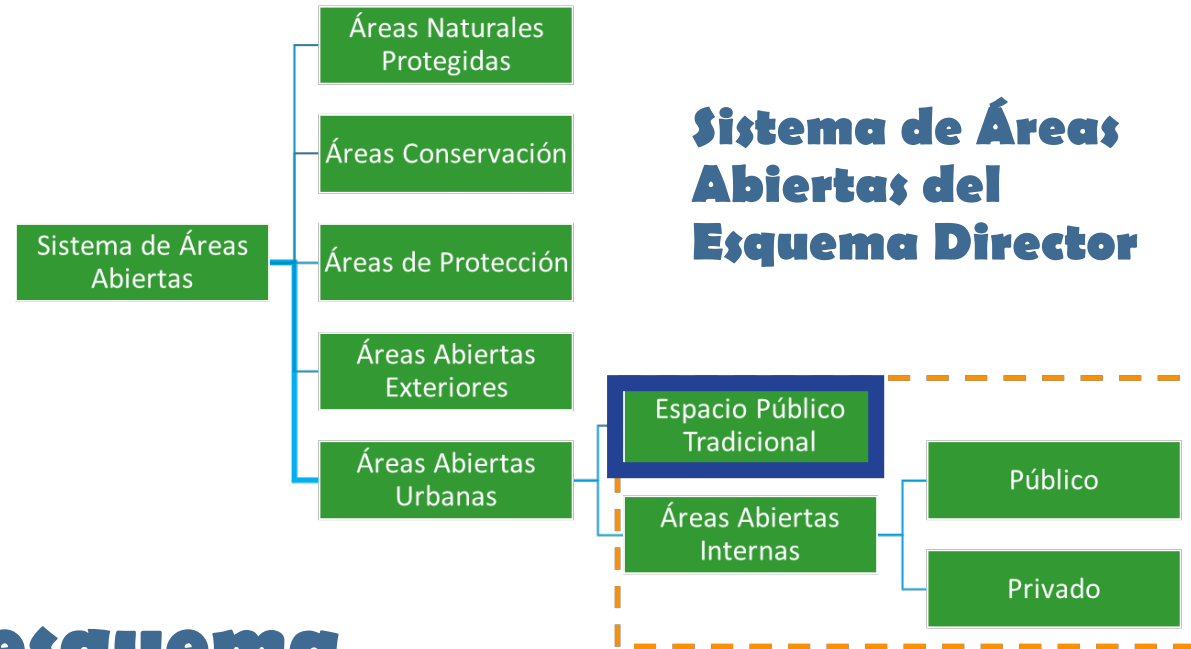 Áreas Naturales
Protegidas
Áreas Conservación
Sistema de Áreas
Abiertas del
Esquema Director
Sistema de Áreas
Abiertas
Áreas de Protección
Áreas Abiertas
Exteriores
Espacio Público
Tradicional
Áreas Abiertas
Urbanas
Público
Áreas Abiertas
Internas
Privado
esquema